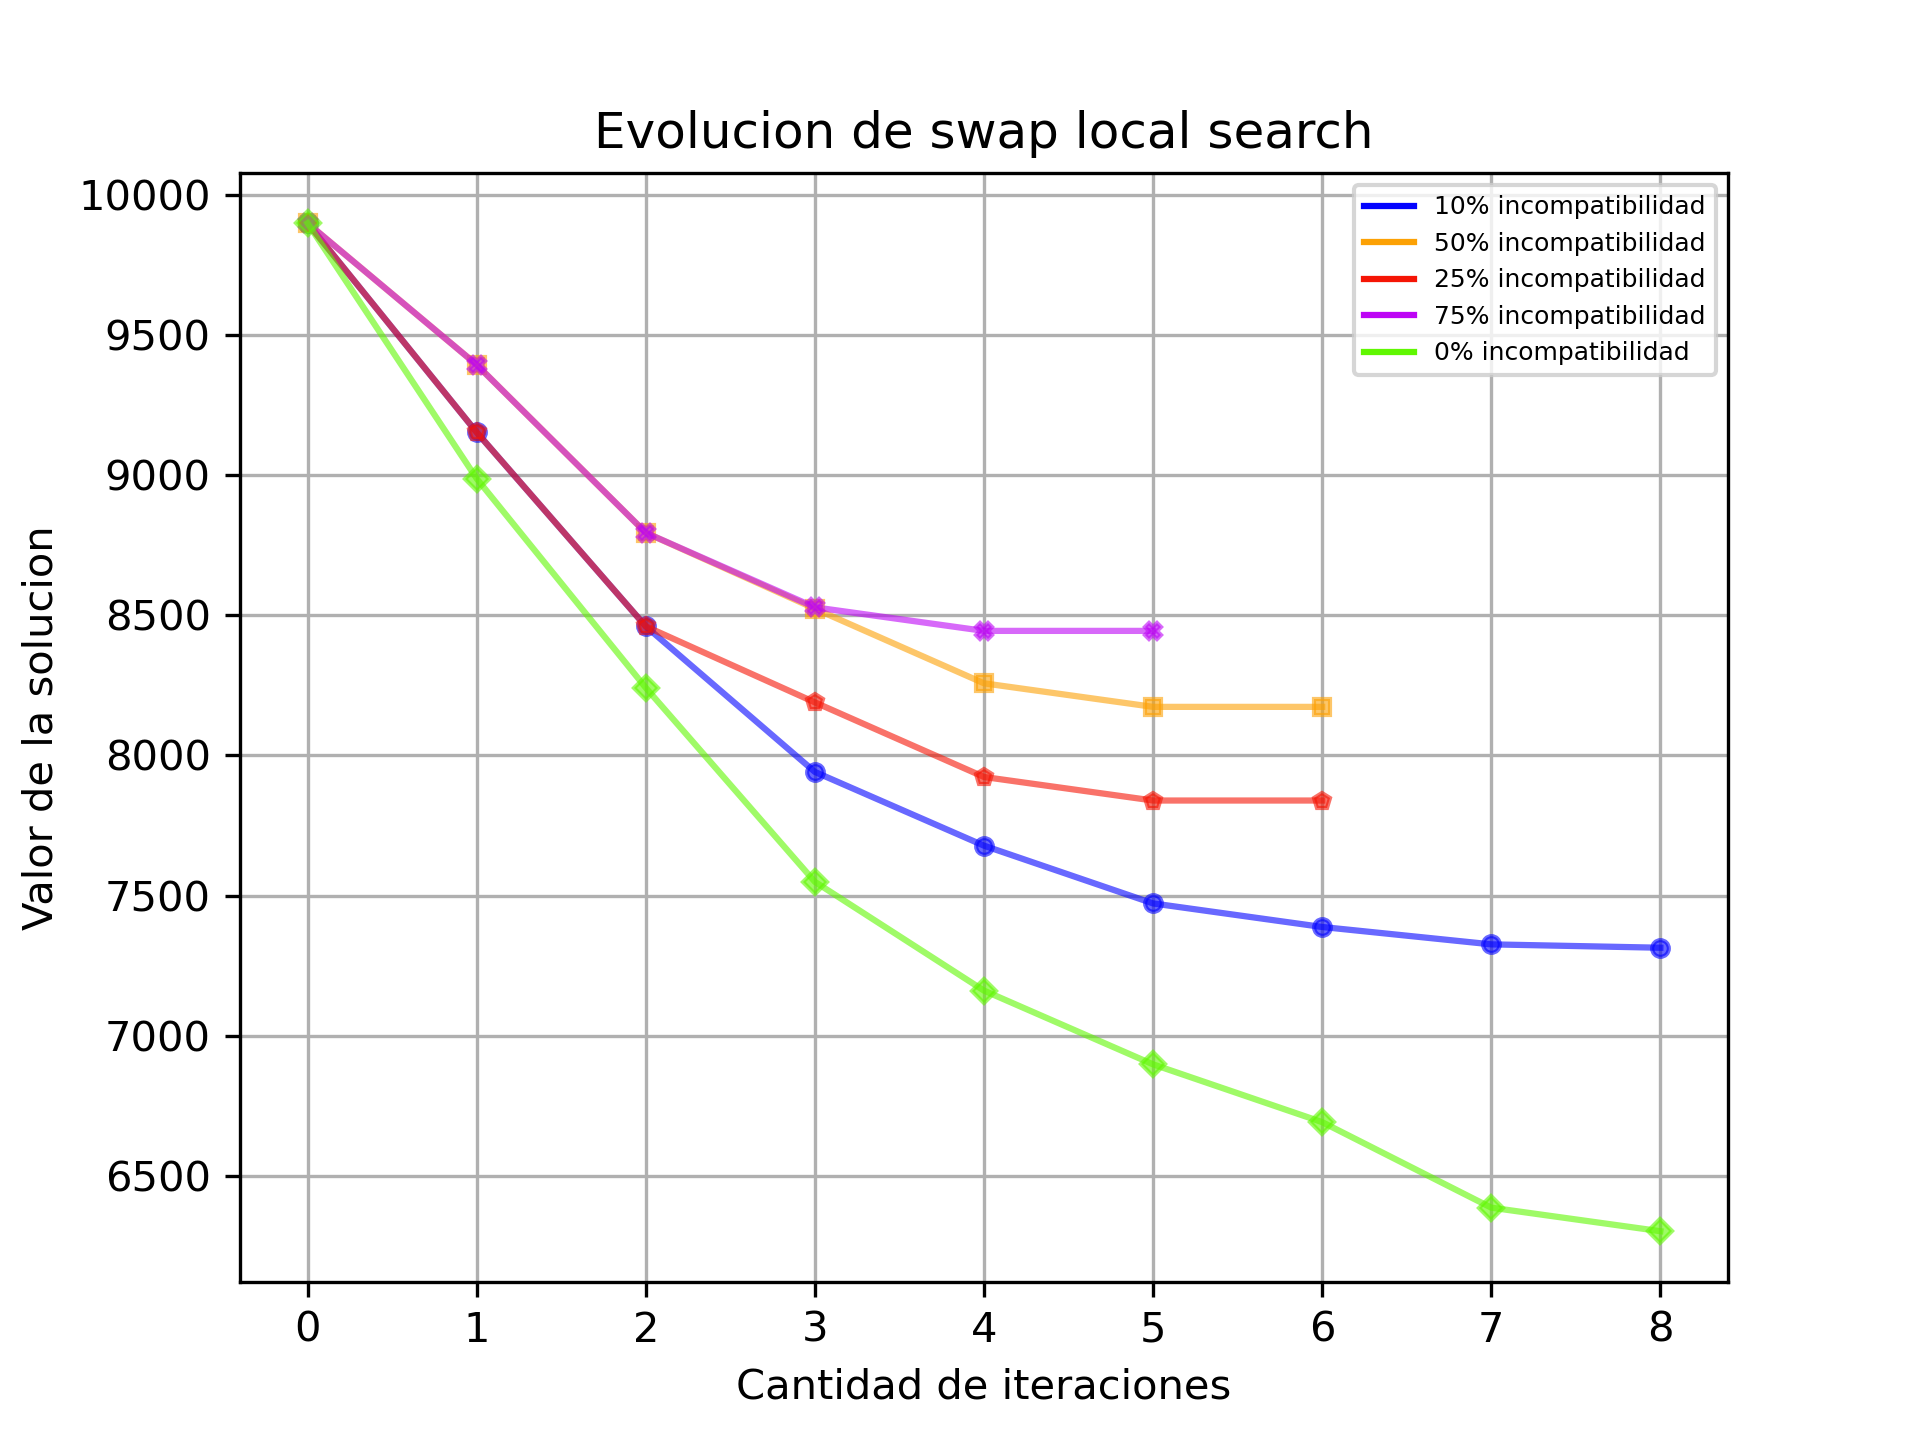 Evolucion de swap local search
10000
9500
9000
8500
8000
7500
7000
6500
Valor de la solucion
10% incompatibilidad
50% incompatibilidad
25% incompatibilidad
75% incompatibilidad
0% incompatibilidad
0 1 2 3 4 5 6 7 8
Cantidad de iteraciones